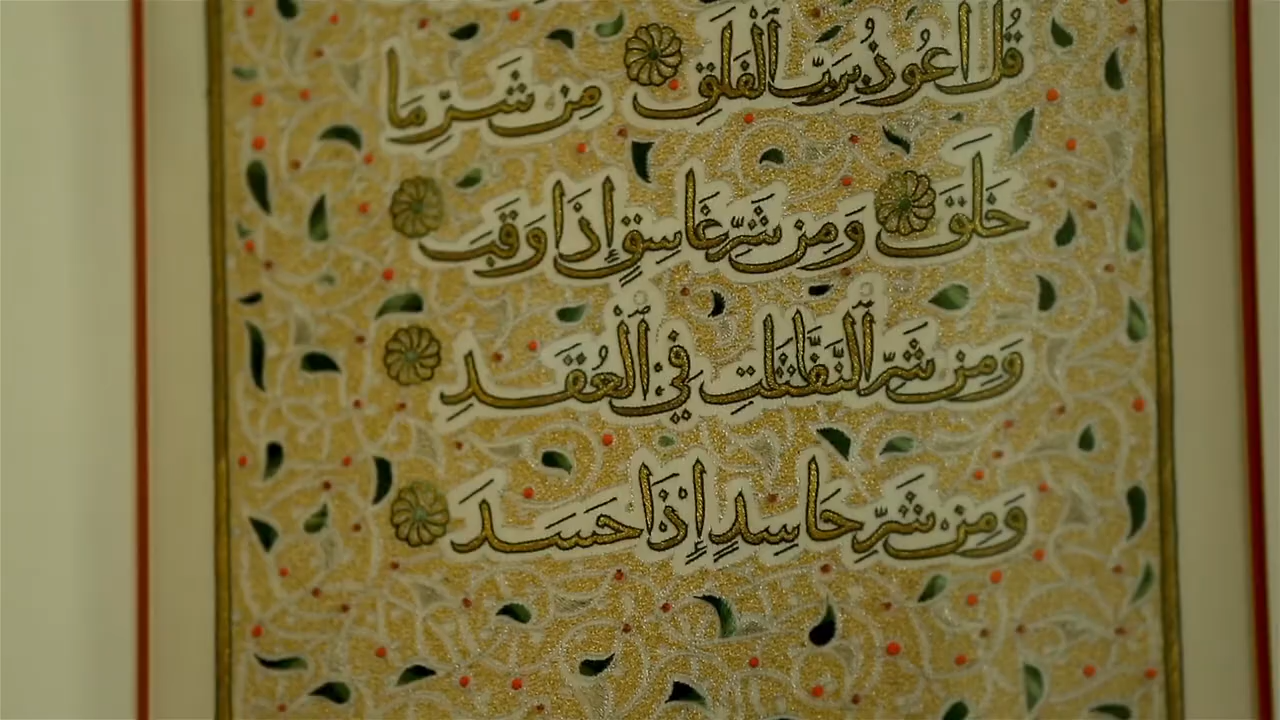 قُلْ أَعُوذُ بِرَبِّ ٱلْفَلَقِ مِن شَرِّ مَا
خَلَقَ وَمِن شَرِّ غَاسِقٍ إِذَا وَقَبَ
وَمِن شَرِّ ٱلنَّفَّٰثَٰتِ فِي ٱلْعُقَدِ
وَمِن شَرِّ حَاسِدٍ إِذَا حَسَدَ